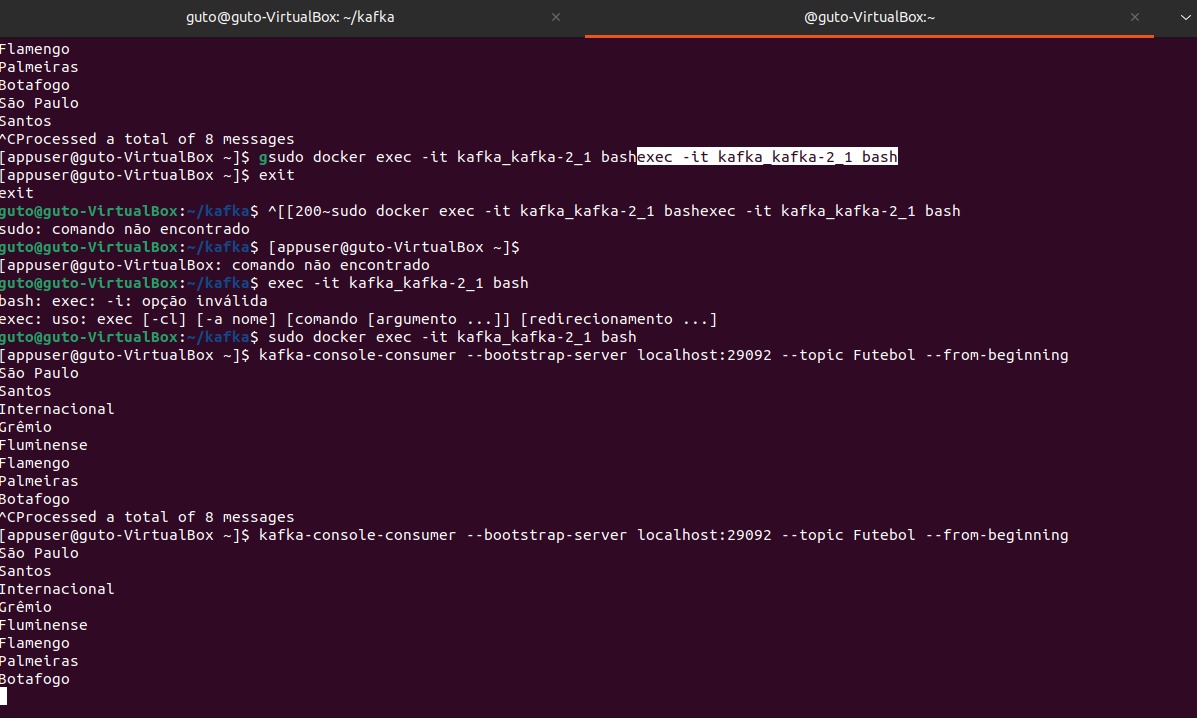 guto@guto-VirtualBox: ~/kafka
@guto-VirtualBox:~
Flamengo
Palmeiras
Botafogo
São Paulo
Santos
^CProcessed a total of 8 messages
[appuser@guto-VirtualBox ~]$ gsudo docker exec -it kafka_kafka-2_1 bashexec -it kafka_kafka-2_1 bash
[appuser@guto-VirtualBox ~]$ exit
exit
guto@guto-VirtualBox:~/kafka$ ^[[200~sudo docker exec -it kafka_kafka-2_1 bashexec -it kafka_kafka-2_1 bash
sudo: comando não encontrado
guto@guto-VirtualBox:~/kafka$ [appuser@guto-VirtualBox ~]$
[appuser@guto-VirtualBox: comando não encontrado
guto@guto-VirtualBox:~/kafka$ exec -it kafka_kafka-2_1 bash
bash: exec: -i: opção inválida
exec: uso: exec [-cl] [-a nome] [comando [argumento ...]] [redirecionamento ...]
guto@guto-VirtualBox:~/kafka$ sudo docker exec -it kafka_kafka-2_1 bash
[appuser@guto-VirtualBox ~]$ kafka-console-consumer --bootstrap-server localhost:29092 --topic Futebol --from-beginning
São Paulo
Santos
Internacional
Grêmio
Fluminense
Flamengo
Palmeiras
Botafogo
^CProcessed a total of 8 messages
[appuser@guto-VirtualBox ~]$ kafka-console-consumer --bootstrap-server localhost:29092 --topic Futebol --from-beginning
São Paulo
Santos
Internacional
Grêmio
Fluminense
Flamengo
Palmeiras
Botafogo